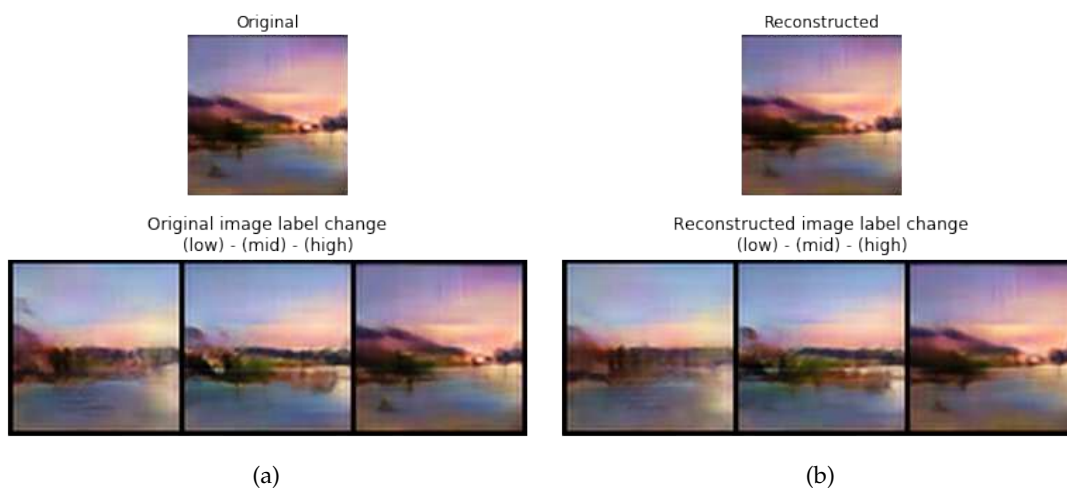 Original
Original image label change
(low) - (mid) - (high)
(a)
Reconstructed
Reconstructed image label change
(low) - (mid) - (high)
(b)